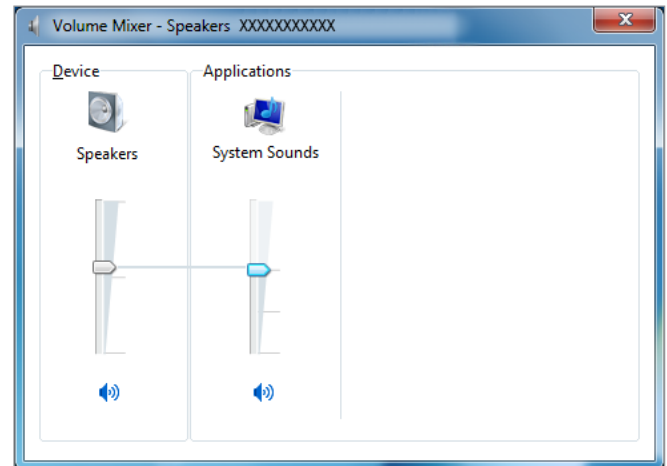 Volume Mixer - Speakers XXXXXXXXXXX
Device
Applications
Speakers
System Sounds